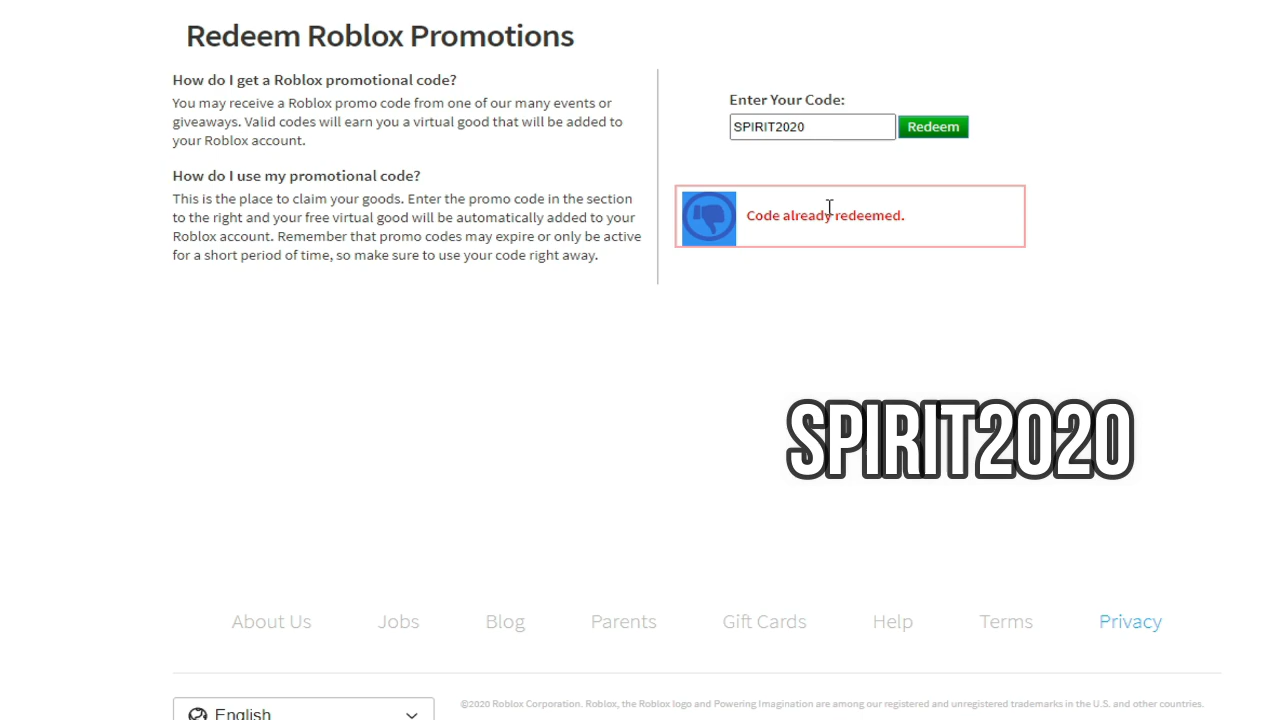 Redeem Roblox Promotions
How do I get a Roblox promotional code?
You may receive a Roblox promo code from one of our many events or
giveaways. Valid codes will earn you a virtual good that will be added to
your Roblox account.
How do I use my promotional code?
This is the place to claim your goods. Enter the promo code in the section
to the right and your free virtual good will be automatically added to your
Roblox account. Remember that promo codes may expire or only be active
for a short period of time, so make sure to use your code right away.
Enter Your Code:
SPIRIT2020 Redeem
Code already redeemed.
SPIRIT2020
About Us Jobs Blog Parents Gift Cards Help Terms Privacy
English
©2020 Roblox Corporation. Roblox, the Roblox logo and Powering Imagination are among our registered and unregistered trademarks in the U.S. and other countries.